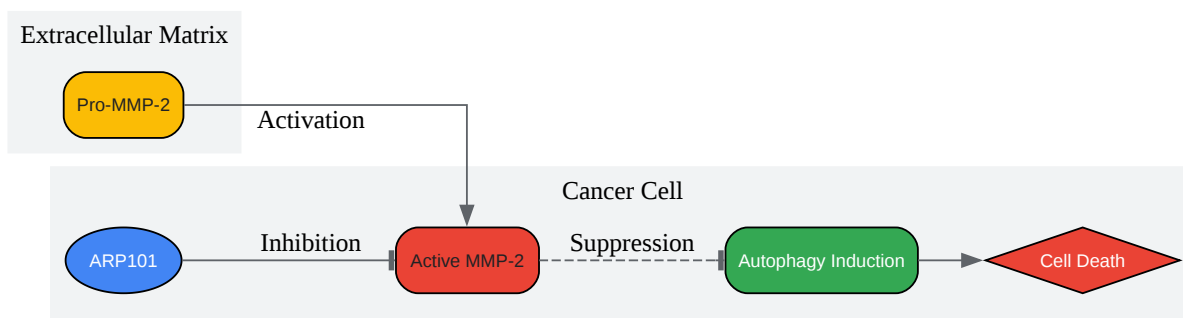 Extracellular Matrix
Pro-MMP-2
Activation
Cancer Cell
ARP101
Inhibition
Active MMP-2
Suppression
Autophagy Induction
Cell Death